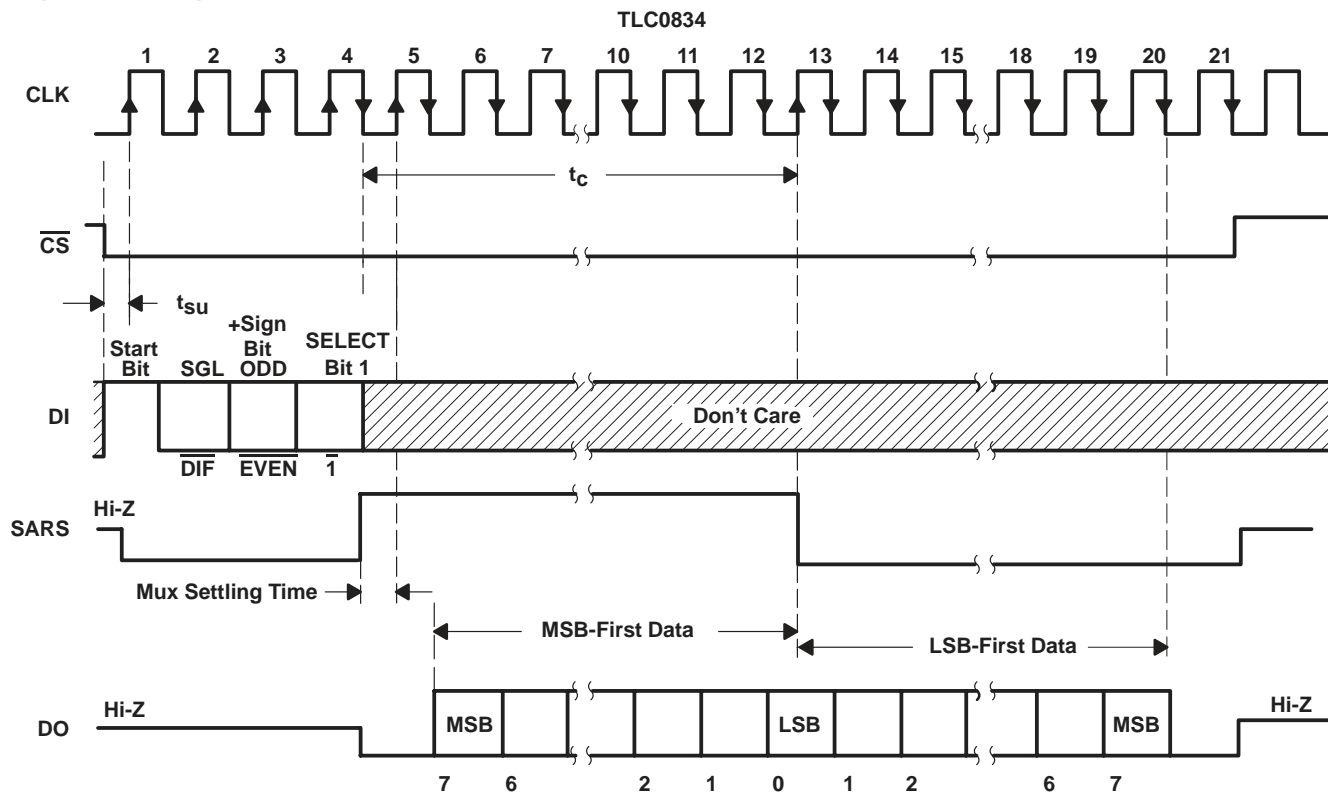 TLC0834
1 2 3 4 5 6 7 10 11 12 13 14 15 18 19 20 21
CLK
tc
CS
tsu
Start
Bit
SGL
+Sign
Bit
ODD
SELECT
Bit 1
DI
Don't Care
DIF
EVEN
1
Hi-Z
SARS
Mux Settling Time
MSB-First Data
LSB-First Data
Hi-Z
Hi-Z
DO
MSB
LSB
MSB
7 6 2 1 0 1 2 6 7